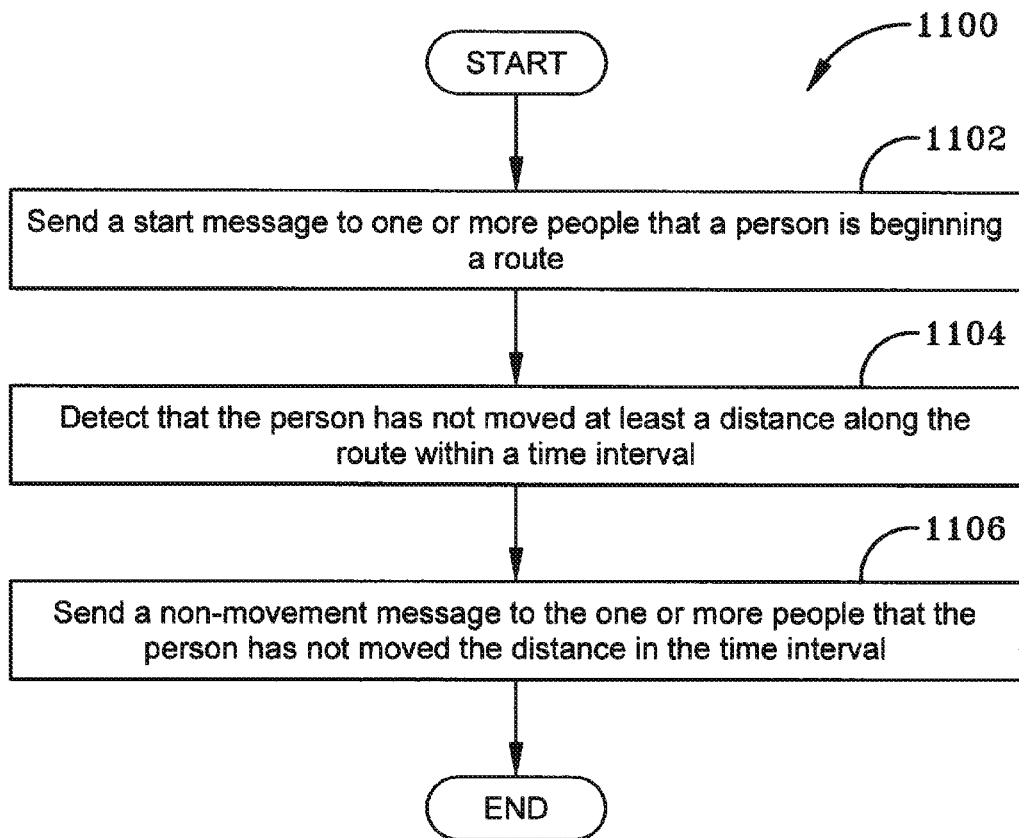 1100
START
1102
Send a start message to one or more people that a person is beginning
a route
1104
Detect that the person has not moved at least a distance along the
route within a time interval
1106
Send a non-movement message to the one or more people that the
person has not moved the distance in the time interval
END